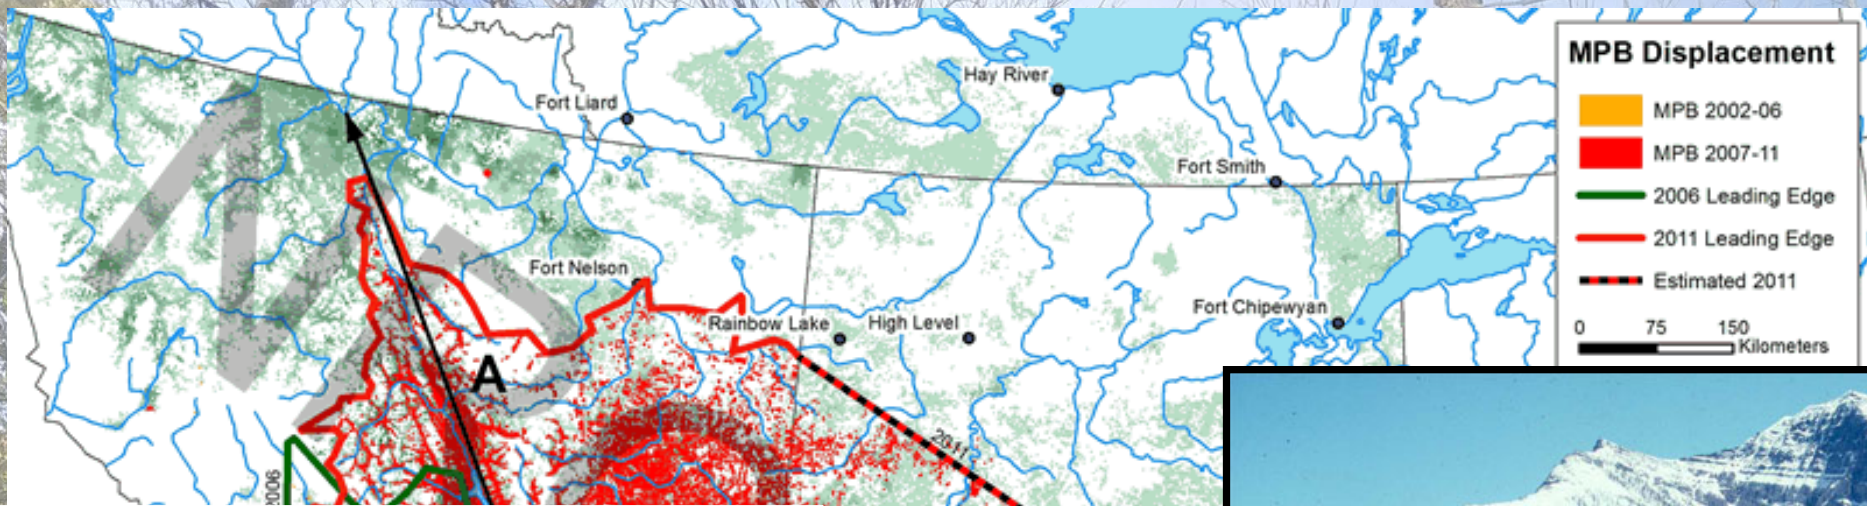 MPB Displacement
MPB 2002-06
MPB 2007-11
2006 Leading Edge
2011 Leading Edge
Estimated 2011
0 75 150
Kilometers
Hay River
Fort Liard
Fort Smith
Fort Nelson
Fort Chipewyan
Rainbow Lake
High Level
A
2011
2006